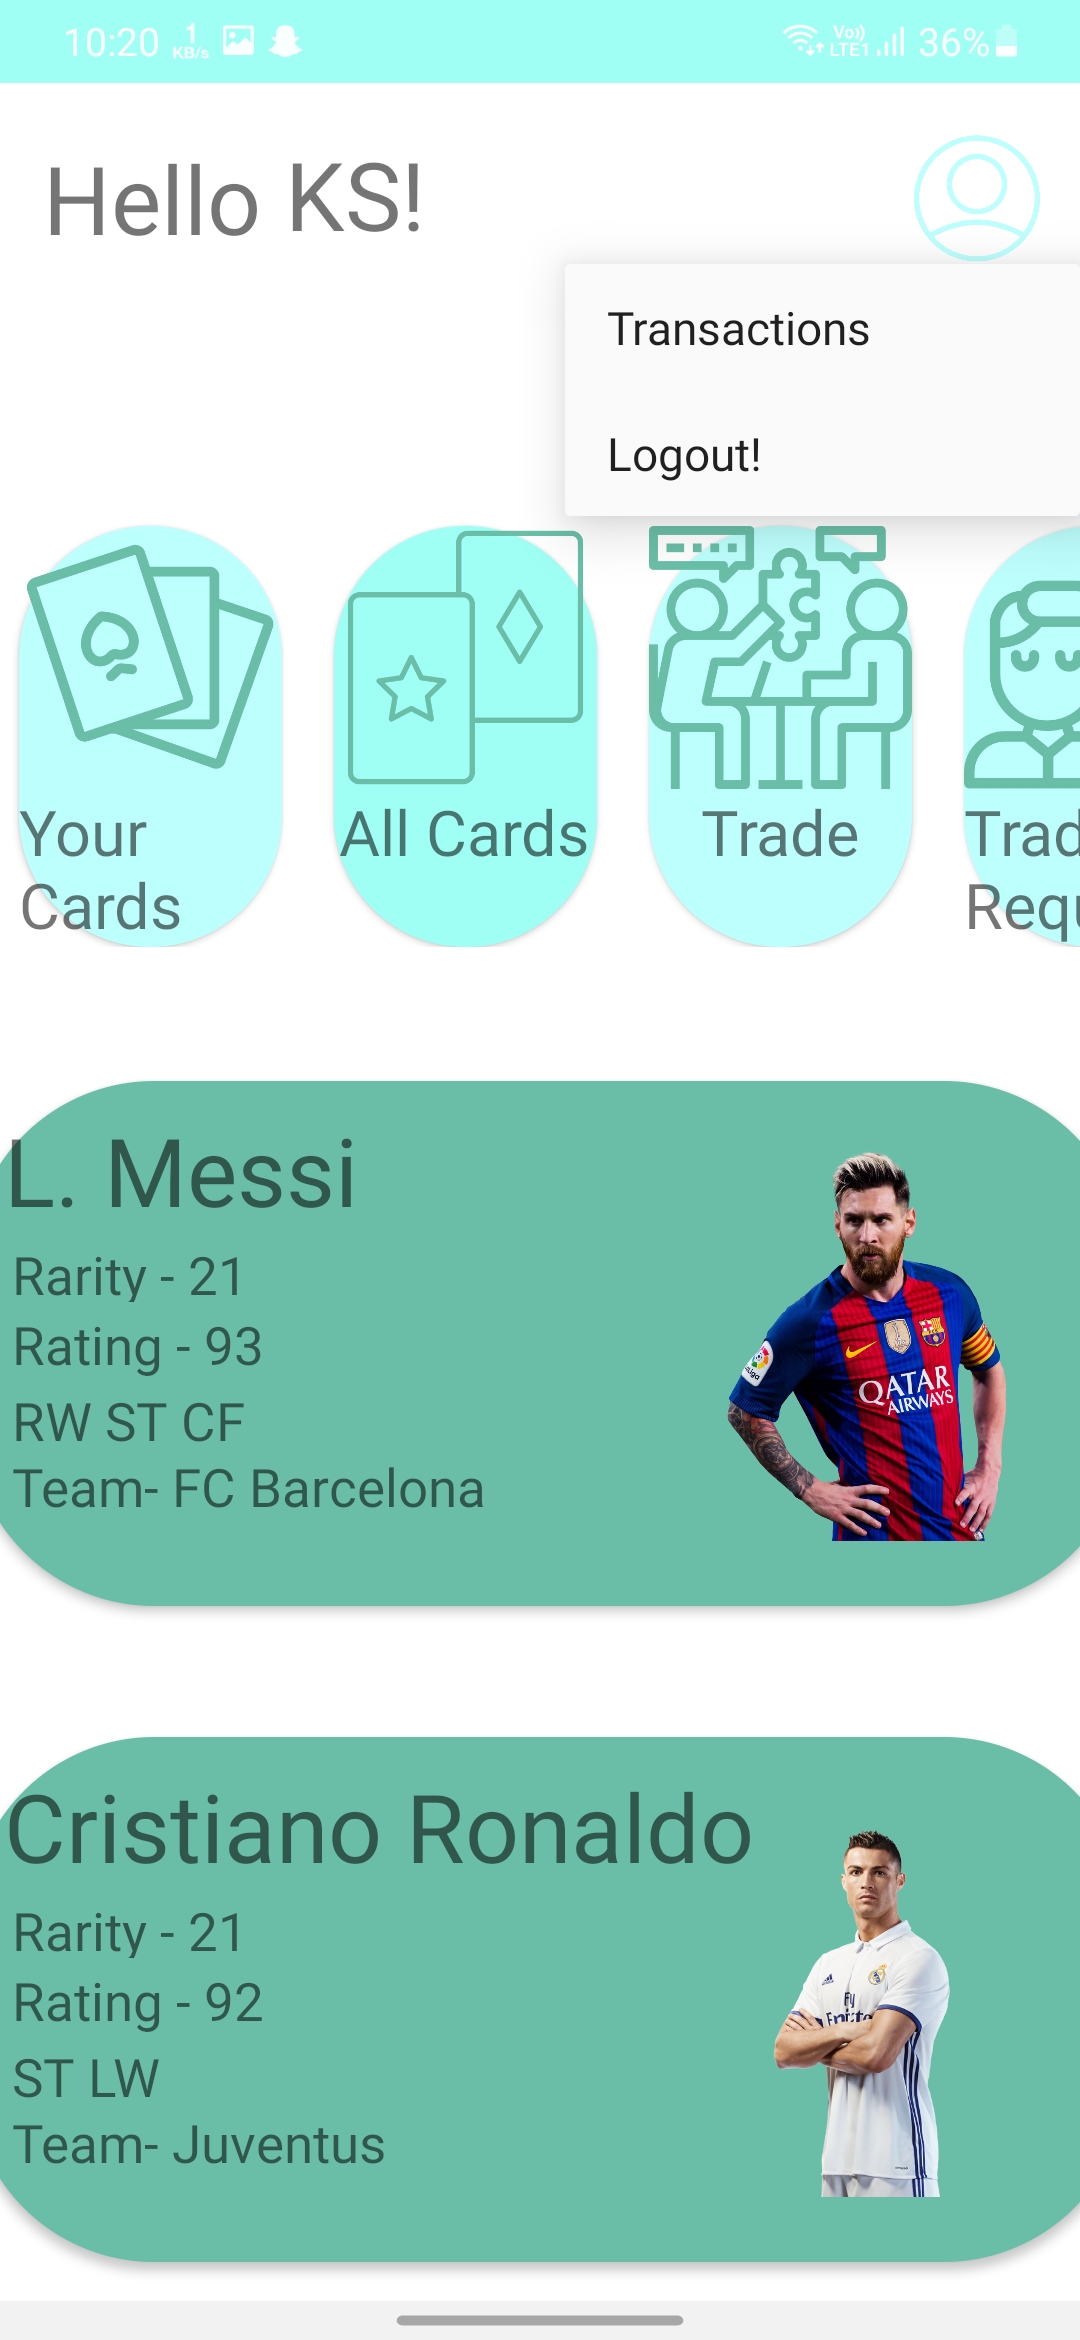 10:20 1 KB/s Vo)) LTE1 36%
Hello KS!
Transactions
Logout!
Your Cards
All Cards
Trade
Trad
Requ
L. Messi
Rarity - 21
Rating - 93
RW ST CF
Team- FC Barcelona
QATAR
AIRWAYS
Cristiano Ronaldo
Rarity - 21
Rating - 92
ST LW
Team- Juventus
Fly